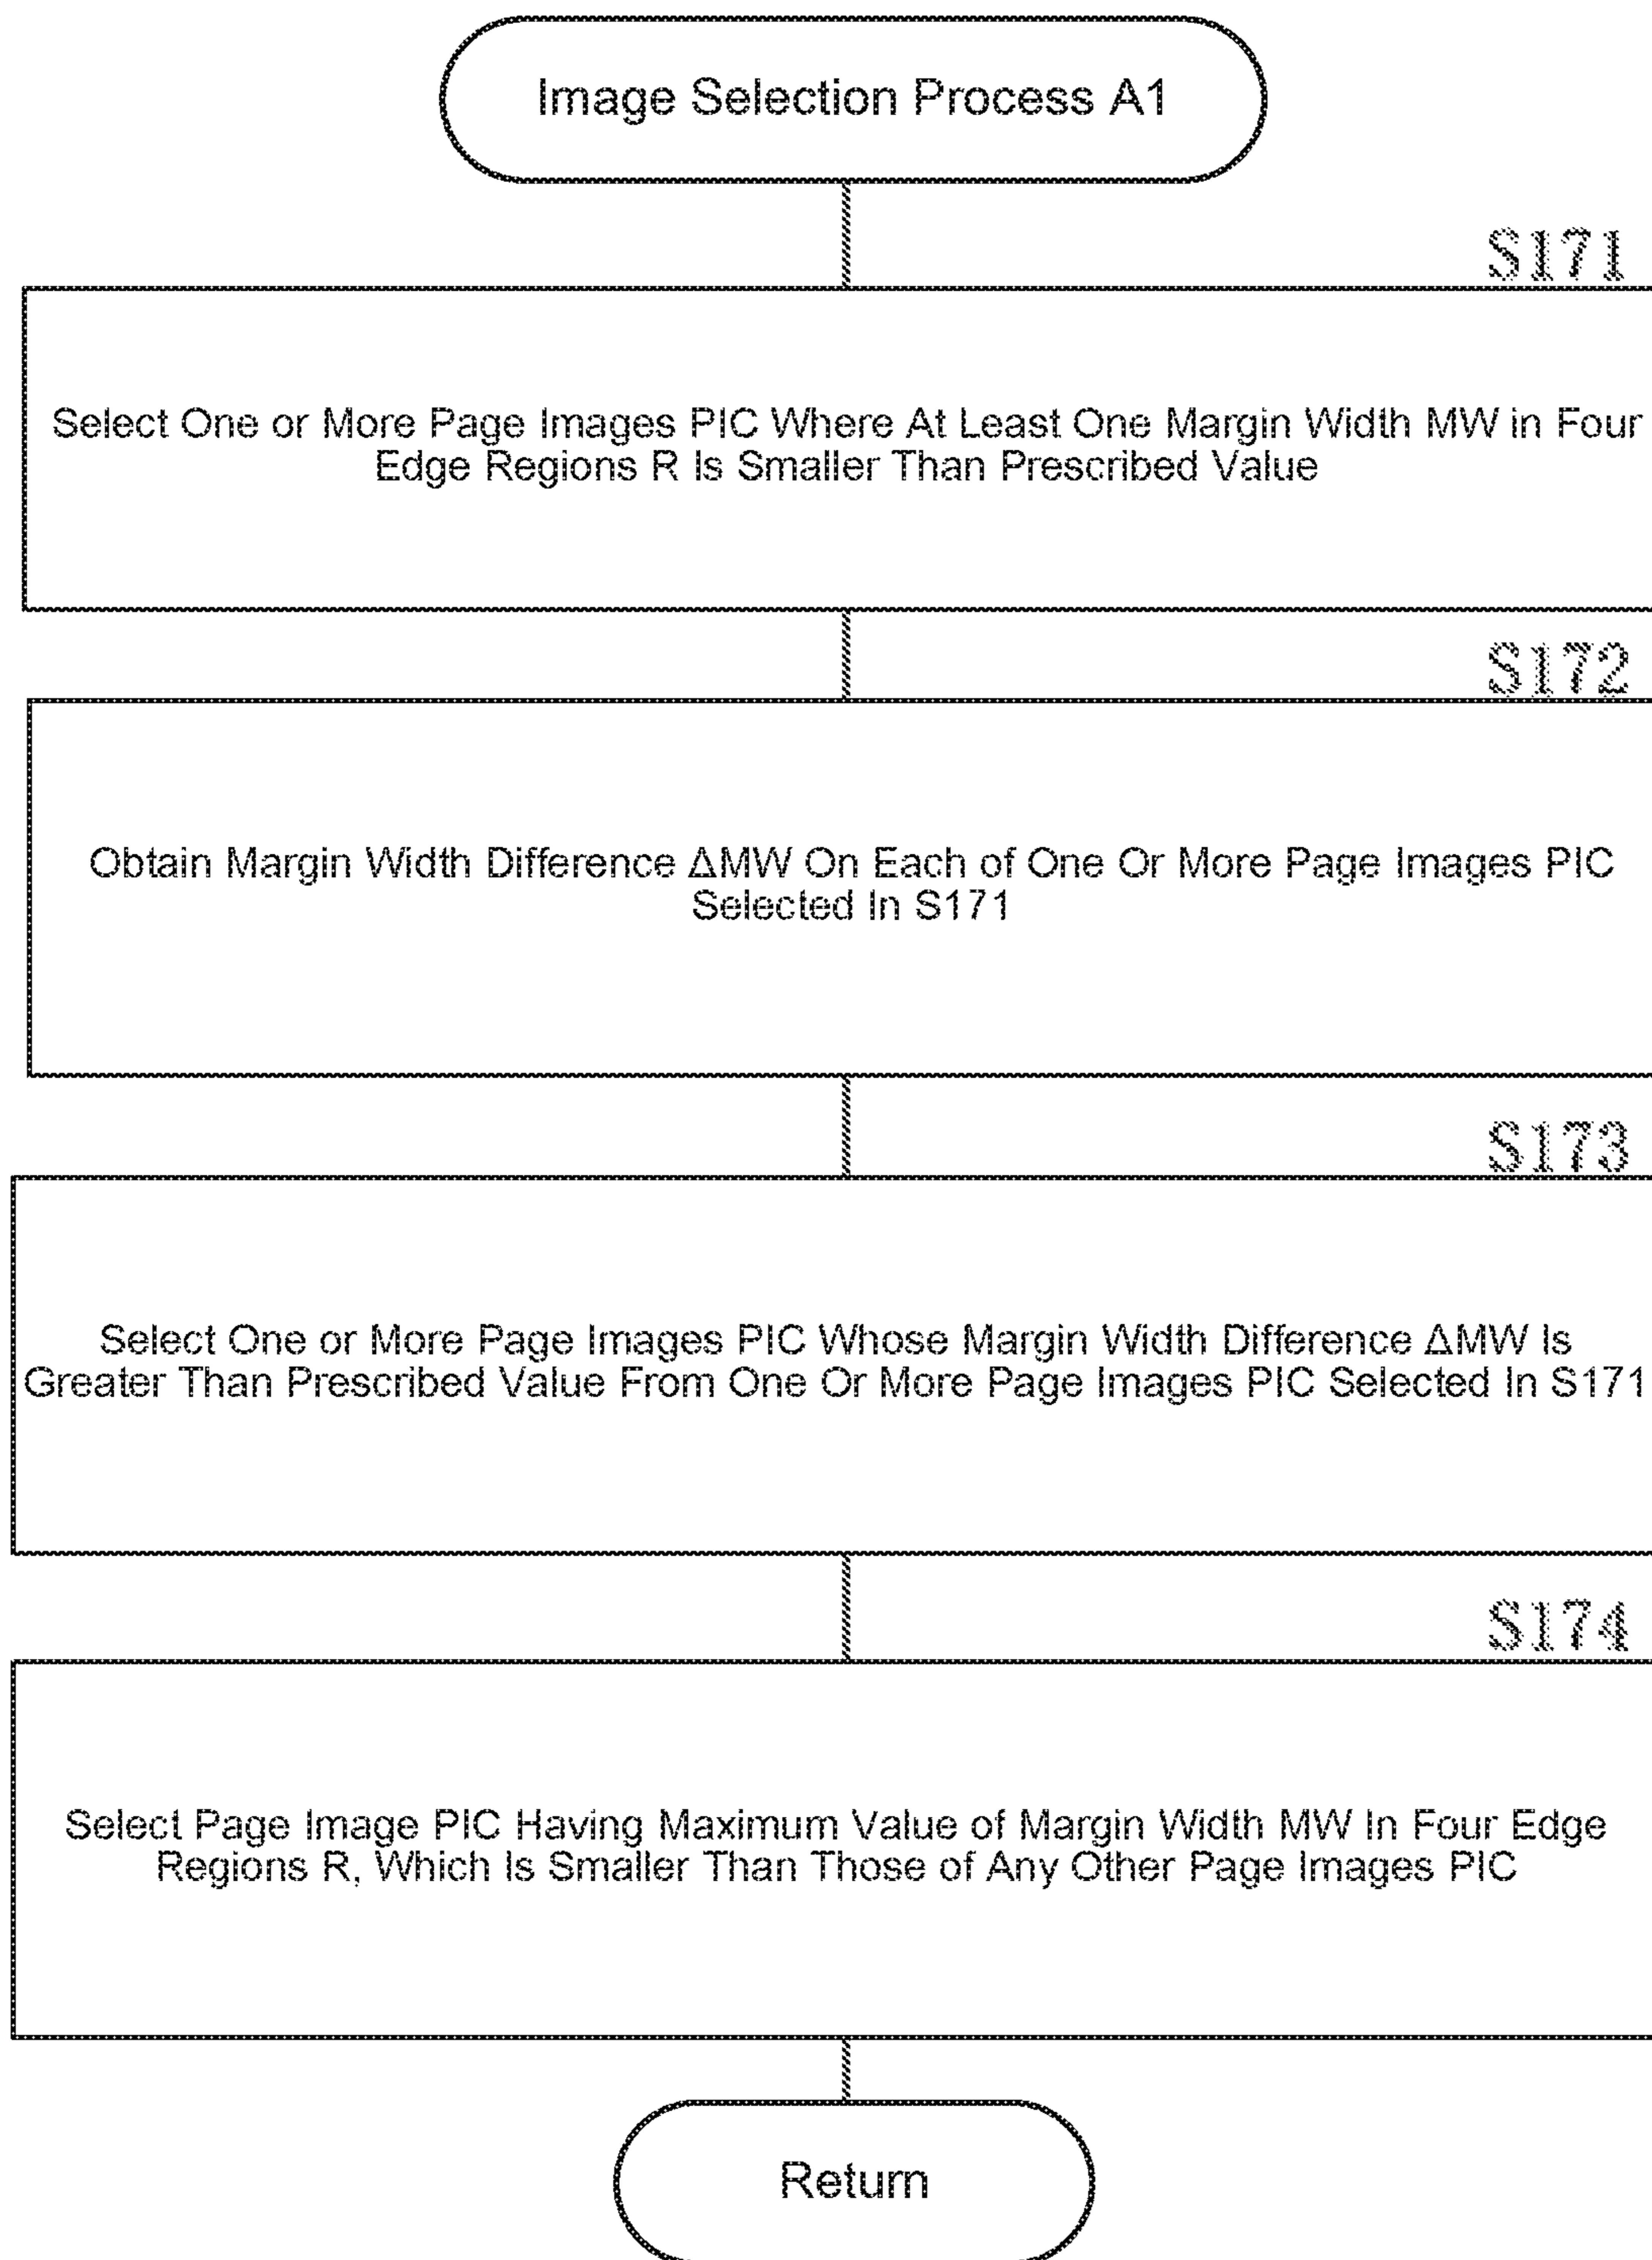 Image Selection Process A1
S171
Select One or More Page Images PIC Where At Least One Margin Width MW in Four
Edge Regions R Is Smaller Than Prescribed Value
S172
Obtain Margin Width Difference ΔMW On Each of One Or More Page Images PIC
Selected In S171
S173
Select One or More Page Images PIC Whose Margin Width Difference ΔMW Is
Greater Than Prescribed Value From One Or More Page Images PIC Selected In S171
S174
Select Page Image PIC Having Maximum Value of Margin Width MW In Four Edge
Regions R, Which Is Smaller Than Those of Any Other Page Images PIC
Return